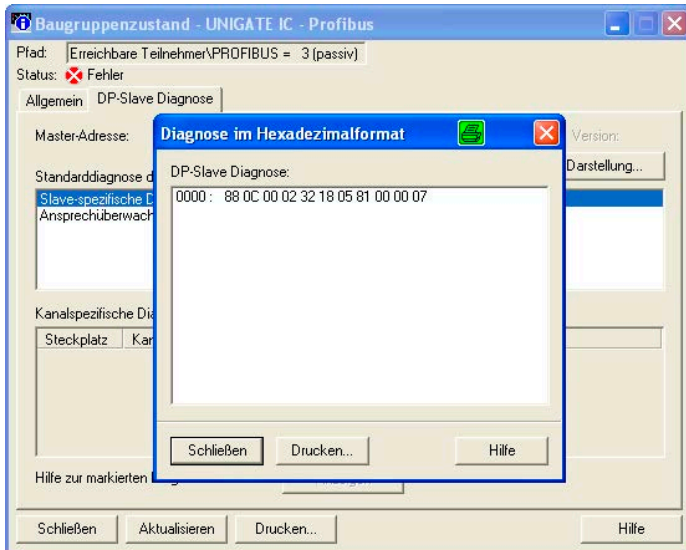 Baugruppenzustand - UNIGATE IC - Profibus
Pfad: Erreichbare Teilnehmer\PROFIBUS = 3 (passiv)
Status: Fehler
Allgemein DP-Slave Diagnose
Master-Adresse: Version:
Diagnose im Hexadezimalformat
Standarddiagnose d Darstellung...
DP-Slave Diagnose:
Slave-spezifische D
Ansprechüberwach
0000 : 88 0C 00 02 32 18 05 81 00 00 07
Kanalspezifische Dia
Steckplatz Kar
Schließen Drucken... Hilfe
Hilfe zur markierten
Schließen Aktualisieren Drucken... Hilfe